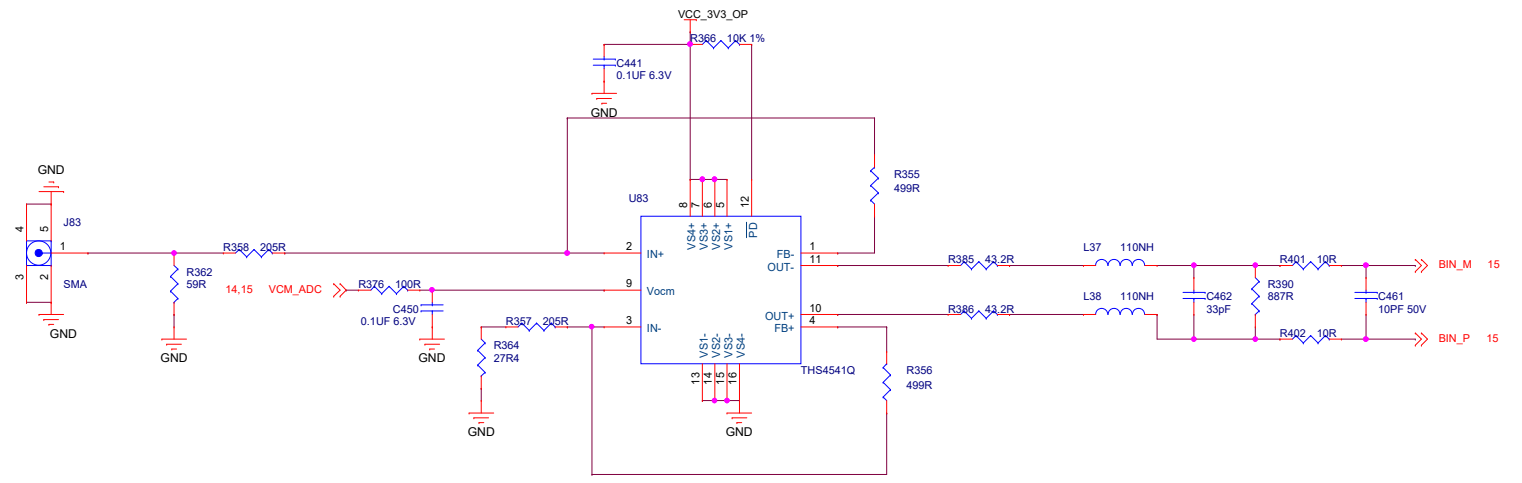 VCC_3V3_OP
R366 10K 1%
C441
0.1UF 6.3V
GND
GND
J83
4
5
1
3
2
SMA
GND
R362
59R
GND
R358 205R
14,15 VCM_ADC
R376 100R
C450
0.1UF 6.3V
GND
R357 205R
R364
27R4
GND
U83
8
7
6
5
12
VS4+
VS3+
VS2+
VS1+
PD
2
IN+
9
Vocm
3
IN-
1
FB-
11
OUT-
10
OUT+
4
FB+
VS1-
VS2-
VS3-
VS4-
13
14
15
16
GND
THS4541Q
R355
499R
R356
499R
R385 43.2R
R386 43.2R
L37 110NH
L38 110NH
C462
33pF
R390
887R
R401 10R
R402 10R
C461
10PF 50V
BIN_M 15
BIN_P 15